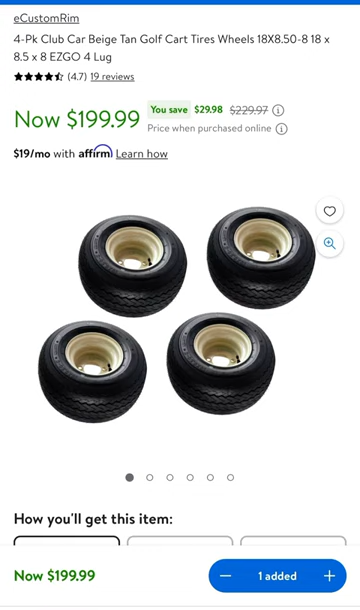 eCustomRim
4-Pk Club Car Beige Tan Golf Cart Tires Wheels 18X8.50-8 18 x
8.5 x 8 EZGO 4 Lug
(4.7) 19 reviews
Now $199.99 You save $29.98 $229.97
Price when purchased online
$19/mo with affirm Learn how
How you'll get this item:
Now $199.99 − 1 added +